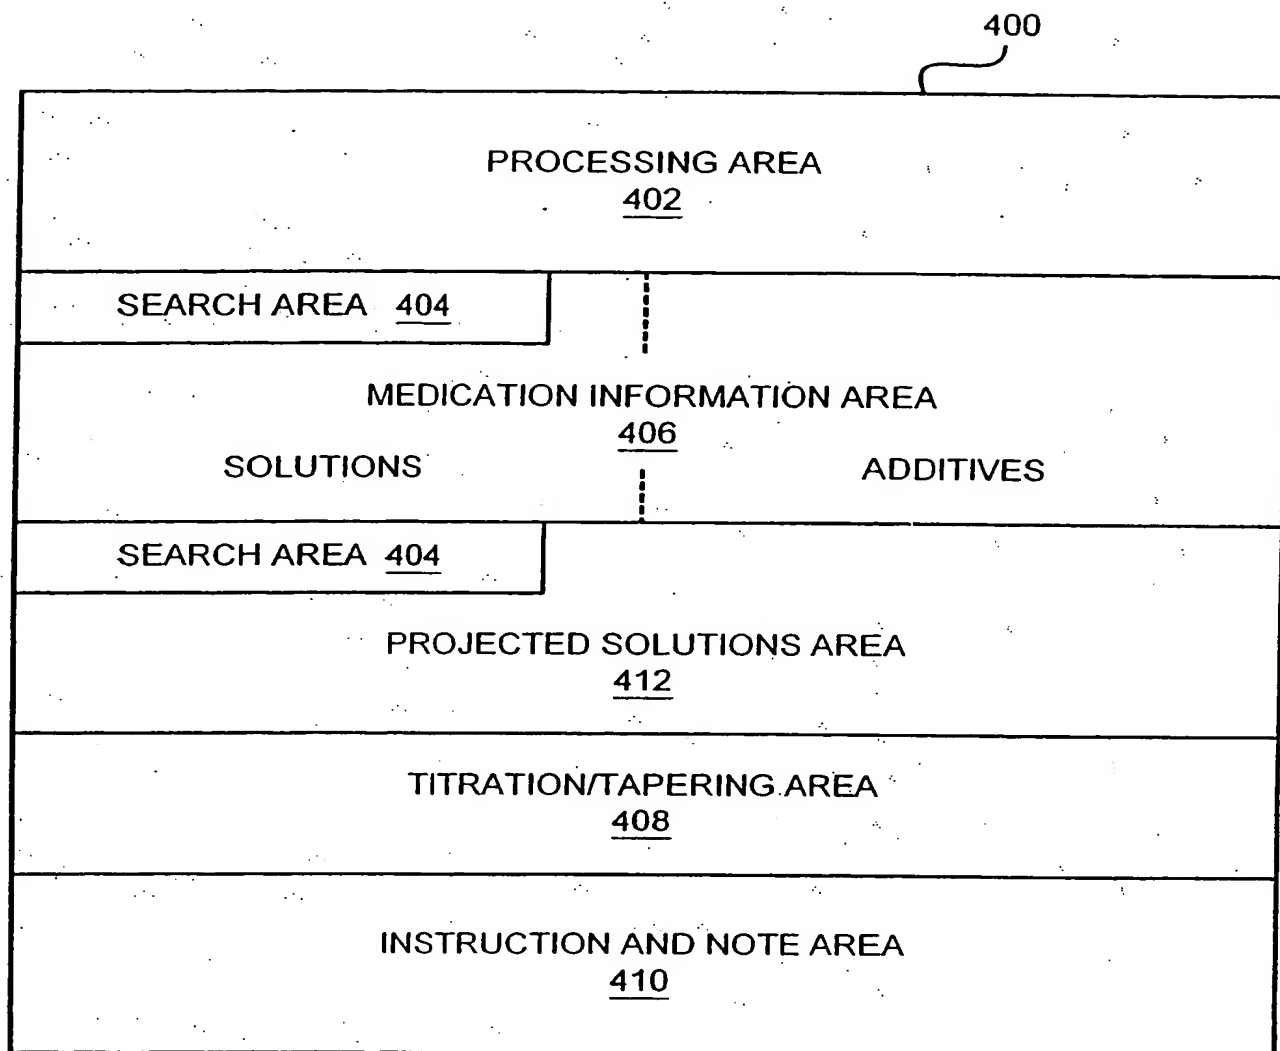 400
PROCESSING AREA
402
SEARCH AREA 404
MEDICATION INFORMATION AREA
406
SOLUTIONS
ADDITIVES
SEARCH AREA 404
PROJECTED SOLUTIONS AREA
412
TITRATION/TAPERING AREA
408
INSTRUCTION AND NOTE AREA
410